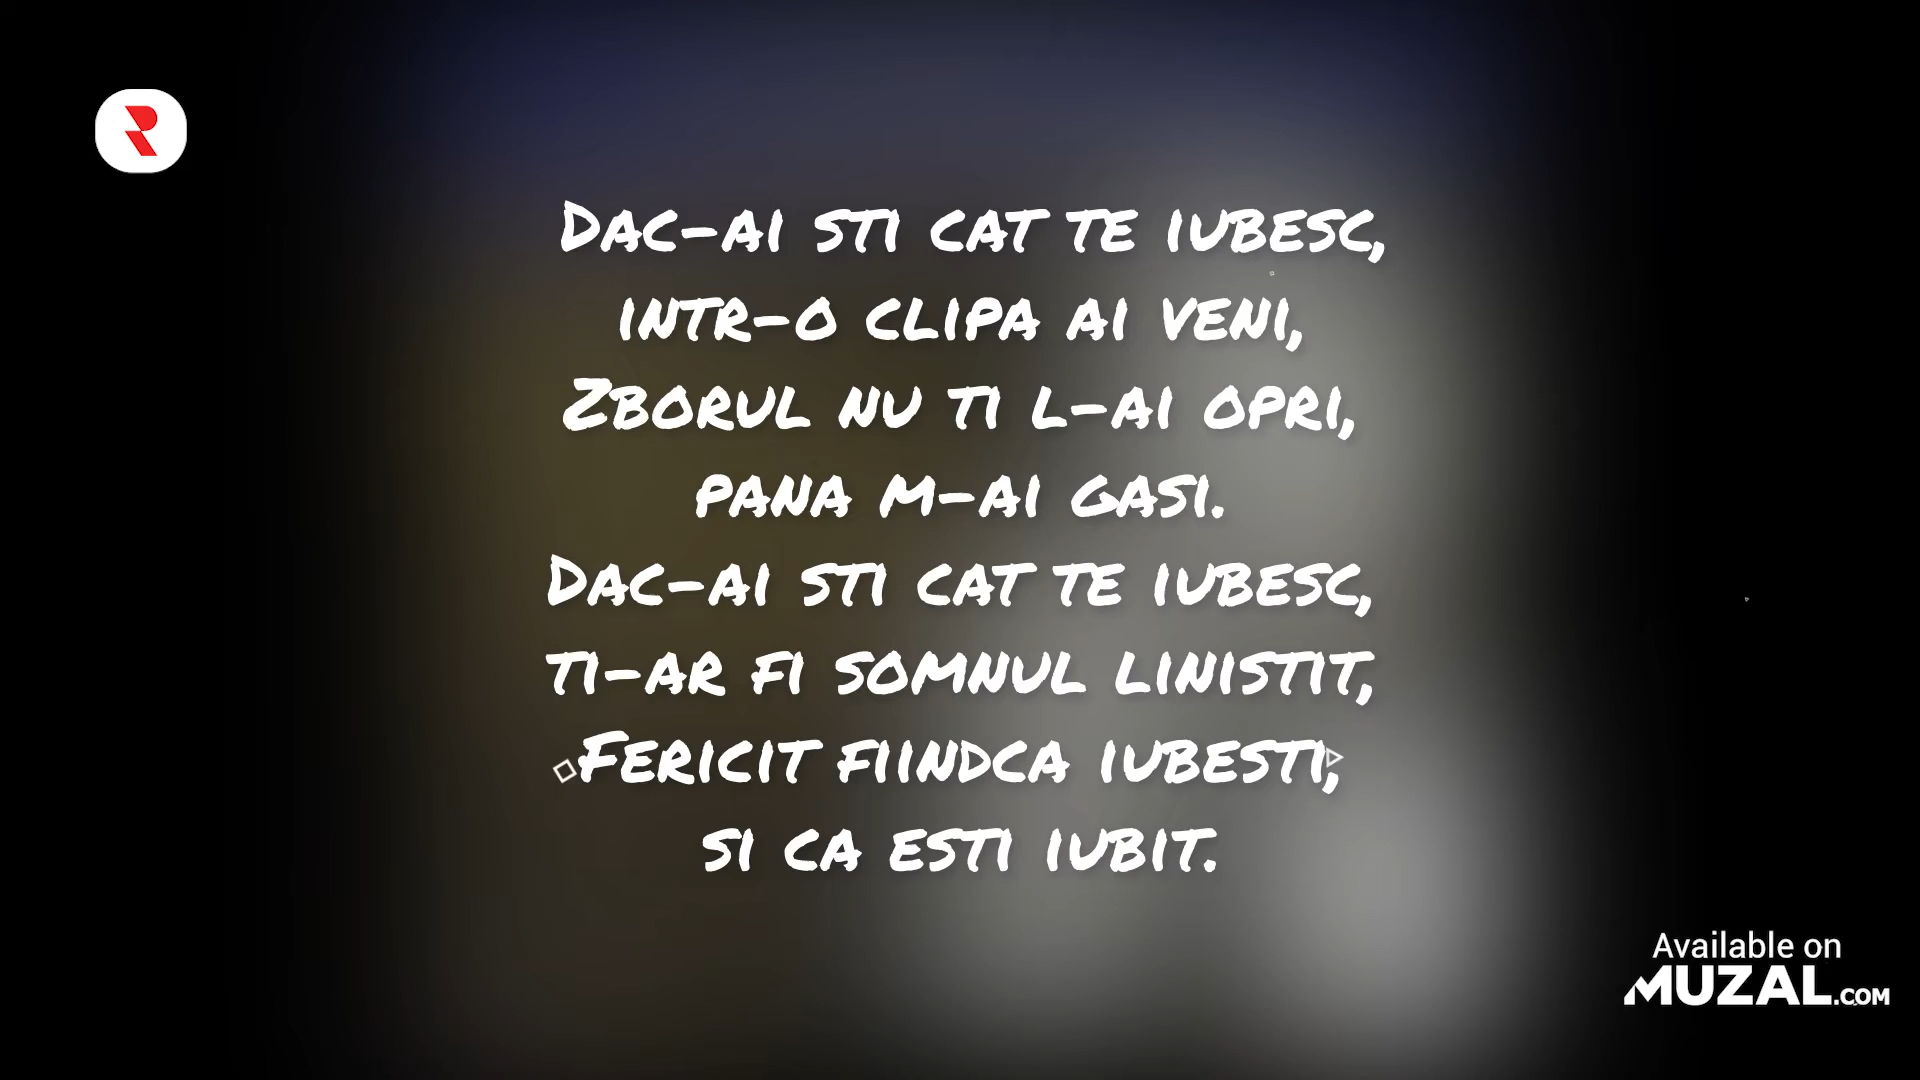 Dac-ai sti cat te iubesc,
intr-o clipa ai veni,
Zborul nu ti l-ai opri,
pana m-ai gasi.
Dac-ai sti cat te iubesc,
ti-ar fi somnul linistit,
Fericit fiindca iubesti,
si ca esti iubit.
R
Available on
MUZAL.COM